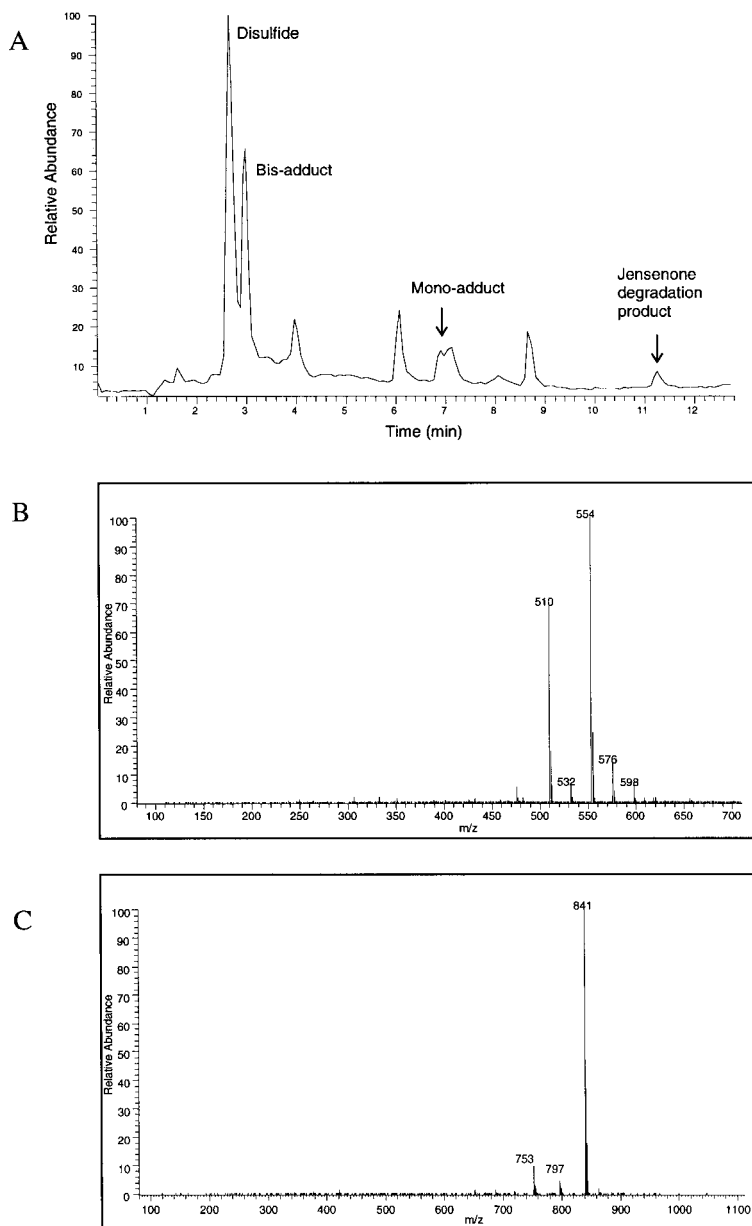 A
Disulfide
Bis-adduct
Mono-adduct
Jensenone
degradation
product
Relative Abundance
100
90
80
70
60
50
40
30
20
10
1 2 3 4 5 6 7 8 9 10 11 12
Time (min)
B
Relative Abundance
100
90
80
70
60
50
40
30
20
10
0
554
510
576
532
598
100 150 200 250 300 350 400 450 500 550 600 650 700
m/z
C
Relative Abundance
100
90
80
70
60
50
40
30
20
10
0
841
753
797
100 200 300 400 500 600 700 800 900 1000 1100
m/z